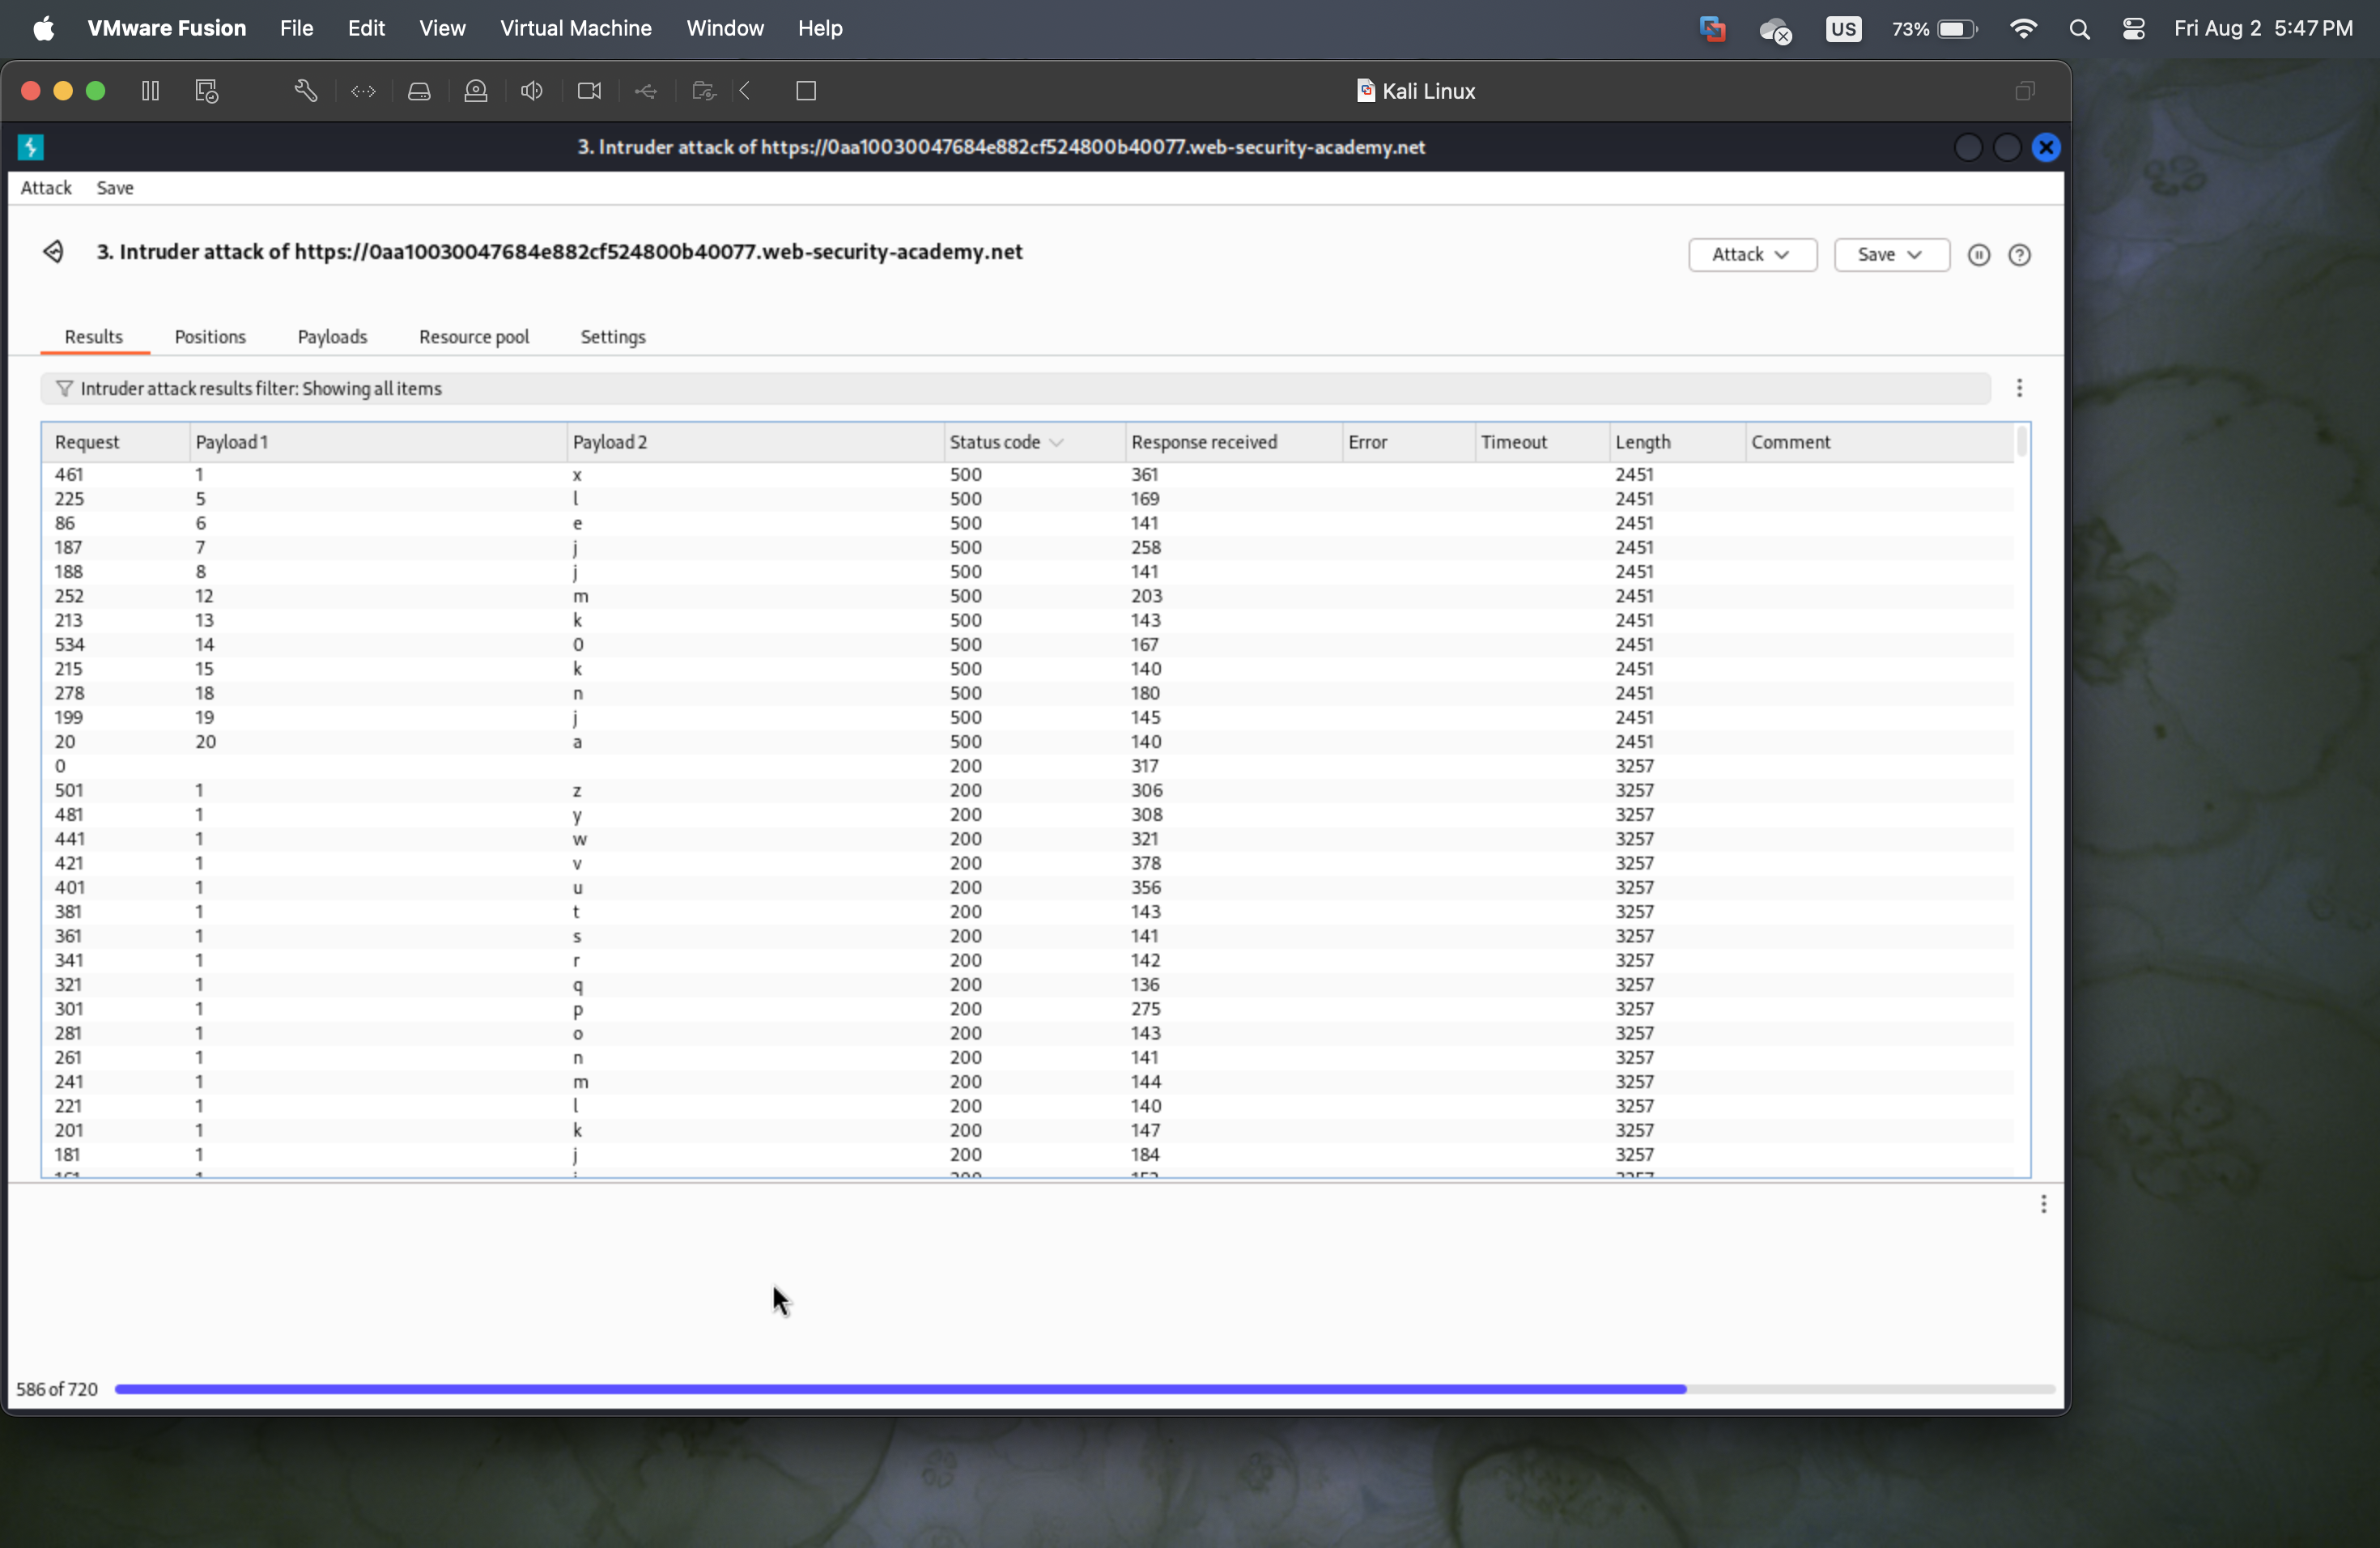 VMware Fusion File Edit View Virtual Machine Window Help US 73% Fri Aug 2 5:47 PM
Kali Linux
3. Intruder attack of https://0aa10030047684e882cf524800b40077.web-security-academy.net
Attack Save
3. Intruder attack of https://0aa10030047684e882cf524800b40077.web-security-academy.net Attack Save
Results Positions Payloads Resource pool Settings
Intruder attack results filter: Showing all items
Request Payload 1 Payload 2 Status code Response received Error Timeout Length Comment
461 1 x 500 361 2451
225 5 l 500 169 2451
86 6 e 500 141 2451
187 7 j 500 258 2451
188 8 j 500 141 2451
252 12 m 500 203 2451
213 13 k 500 143 2451
534 14 0 500 167 2451
215 15 k 500 140 2451
278 18 n 500 180 2451
199 19 j 500 145 2451
20 20 a 500 140 2451
0 200 317 3257
501 1 z 200 306 3257
481 1 y 200 308 3257
441 1 w 200 321 3257
421 1 v 200 378 3257
401 1 u 200 356 3257
381 1 t 200 143 3257
361 1 s 200 141 3257
341 1 r 200 142 3257
321 1 q 200 136 3257
301 1 p 200 275 3257
281 1 o 200 143 3257
261 1 n 200 141 3257
241 1 m 200 144 3257
221 1 l 200 140 3257
201 1 k 200 147 3257
181 1 j 200 184 3257
586 of 720